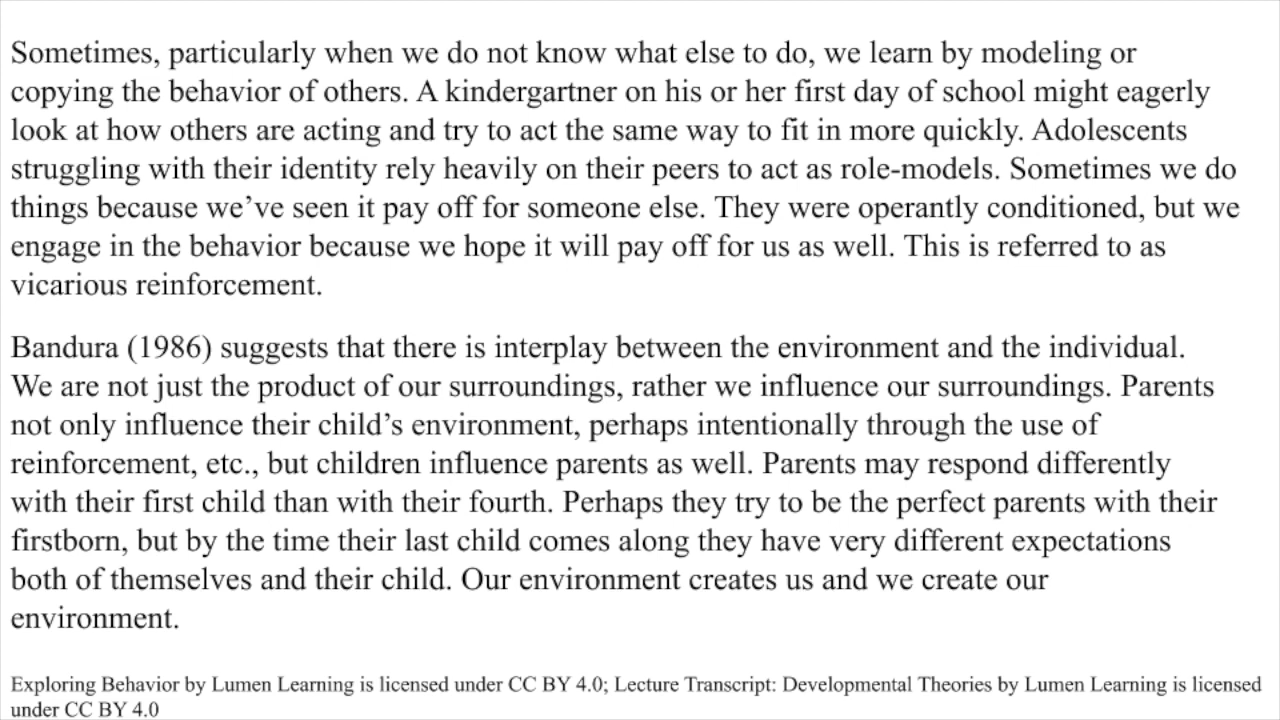 Sometimes, particularly when we do not know what else to do, we learn by modeling or
copying the behavior of others. A kindergartner on his or her first day of school might eagerly
look at how others are acting and try to act the same way to fit in more quickly. Adolescents
struggling with their identity rely heavily on their peers to act as role-models. Sometimes we do
things because we’ve seen it pay off for someone else. They were operantly conditioned, but we
engage in the behavior because we hope it will pay off for us as well. This is referred to as
vicarious reinforcement.
Bandura (1986) suggests that there is interplay between the environment and the individual.
We are not just the product of our surroundings, rather we influence our surroundings. Parents
not only influence their child’s environment, perhaps intentionally through the use of
reinforcement, etc., but children influence parents as well. Parents may respond differently
with their first child than with their fourth. Perhaps they try to be the perfect parents with their
firstborn, but by the time their last child comes along they have very different expectations
both of themselves and their child. Our environment creates us and we create our
environment.
Exploring Behavior by Lumen Learning is licensed under CC BY 4.0; Lecture Transcript: Developmental Theories by Lumen Learning is licensed
under CC BY 4.0